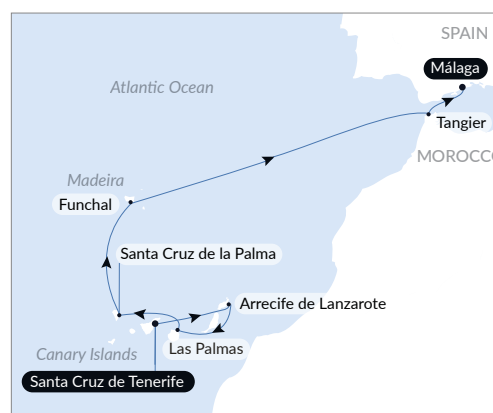 SPAIN
Málaga
Atlantic Ocean
Tangier
MOROCCO
Madeira
Funchal
Santa Cruz de la Palma
Arrecife de Lanzarote
Las Palmas
Canary Islands
Santa Cruz de Tenerife